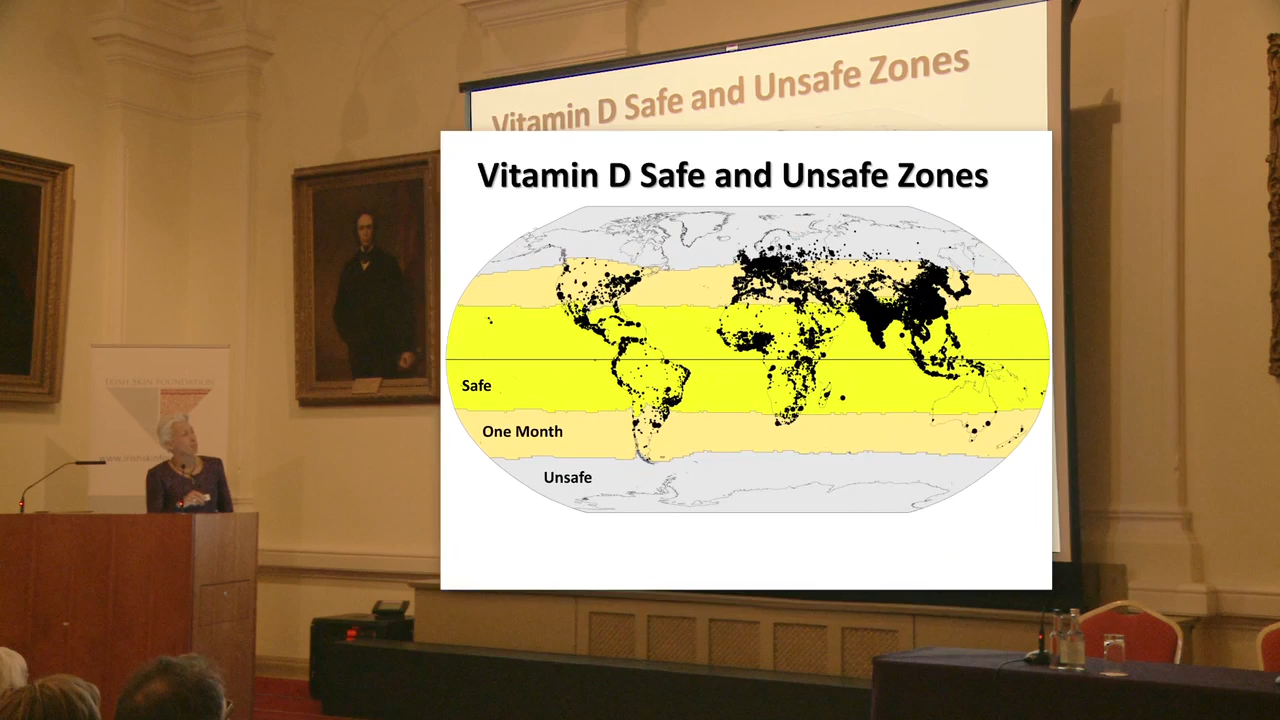 Vitamin D Safe and Unsafe Zones
Vitamin D Safe and Unsafe Zones
Safe
One Month
Unsafe
Irish Skin Foundation